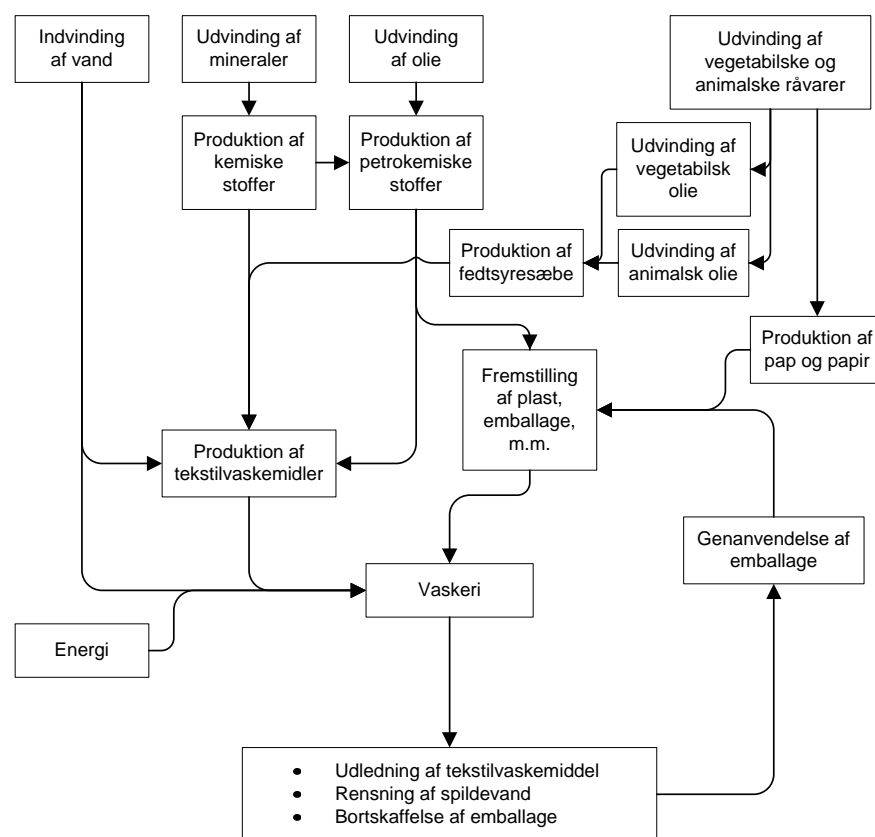 Indvinding
af vand
Udvinding af
mineraler
Udvinding
af olie
Udvinding af
vegetabilske og
animalske råvarer
Produktion af
kemiske
stoffer
Produktion af
petrokemiske
stoffer
Udvinding af
vegetabilsk
olie
Produktion af
fedtsyresæbe
Udvinding af
animalsk olie
Produktion af
pap og papir
Fremstilling
af plast,
emballage,
m.m.
Produktion af
tekstilvaskemidler
Genanvendelse af
emballage
Vaskeri
Energi
• Udledning af tekstilvaskemiddel
• Rensning af spildevand
• Bortskaffelse af emballage